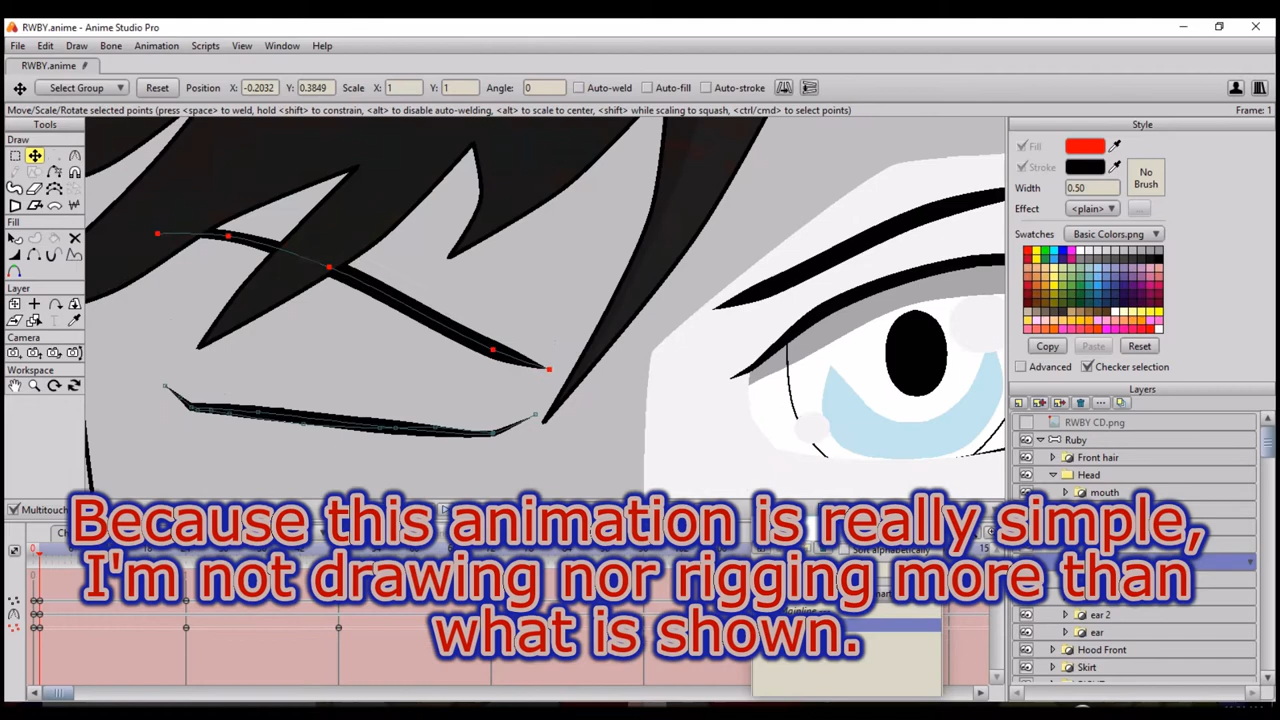 RWBY.anime - Anime Studio Pro
File Edit Draw Bone Animation Scripts View Window Help
RWBY.anime
Select Group Reset Position X: -0.2032 Y: 0.3849 Scale X: 1 Y: 1 Angle: 0 Auto-weld Auto-fill Auto-stroke
Move/Scale/Rotate selected points (press <space> to weld, hold <shift> to constrain, <alt> to disable auto-welding, <alt> to scale to center, <shift> while scaling to squash, <ctrl/cmd> to select points) Frame: 1
Tools
Draw
Fill
Layer
Camera
Workspace
Style
Fill
Stroke
No Brush
Width 0.50
Effect <plain>
Swatches Basic Colors.png
Copy Paste Reset
Advanced Checker selection
Layers
RWBY CD.png
Ruby
Front hair
Head
mouth
ear 2
ear
Hood Front
Skirt
Multitouch
Sort alphabetically
Because this animation is really simple,
I'm not drawing nor rigging more than
what is shown.